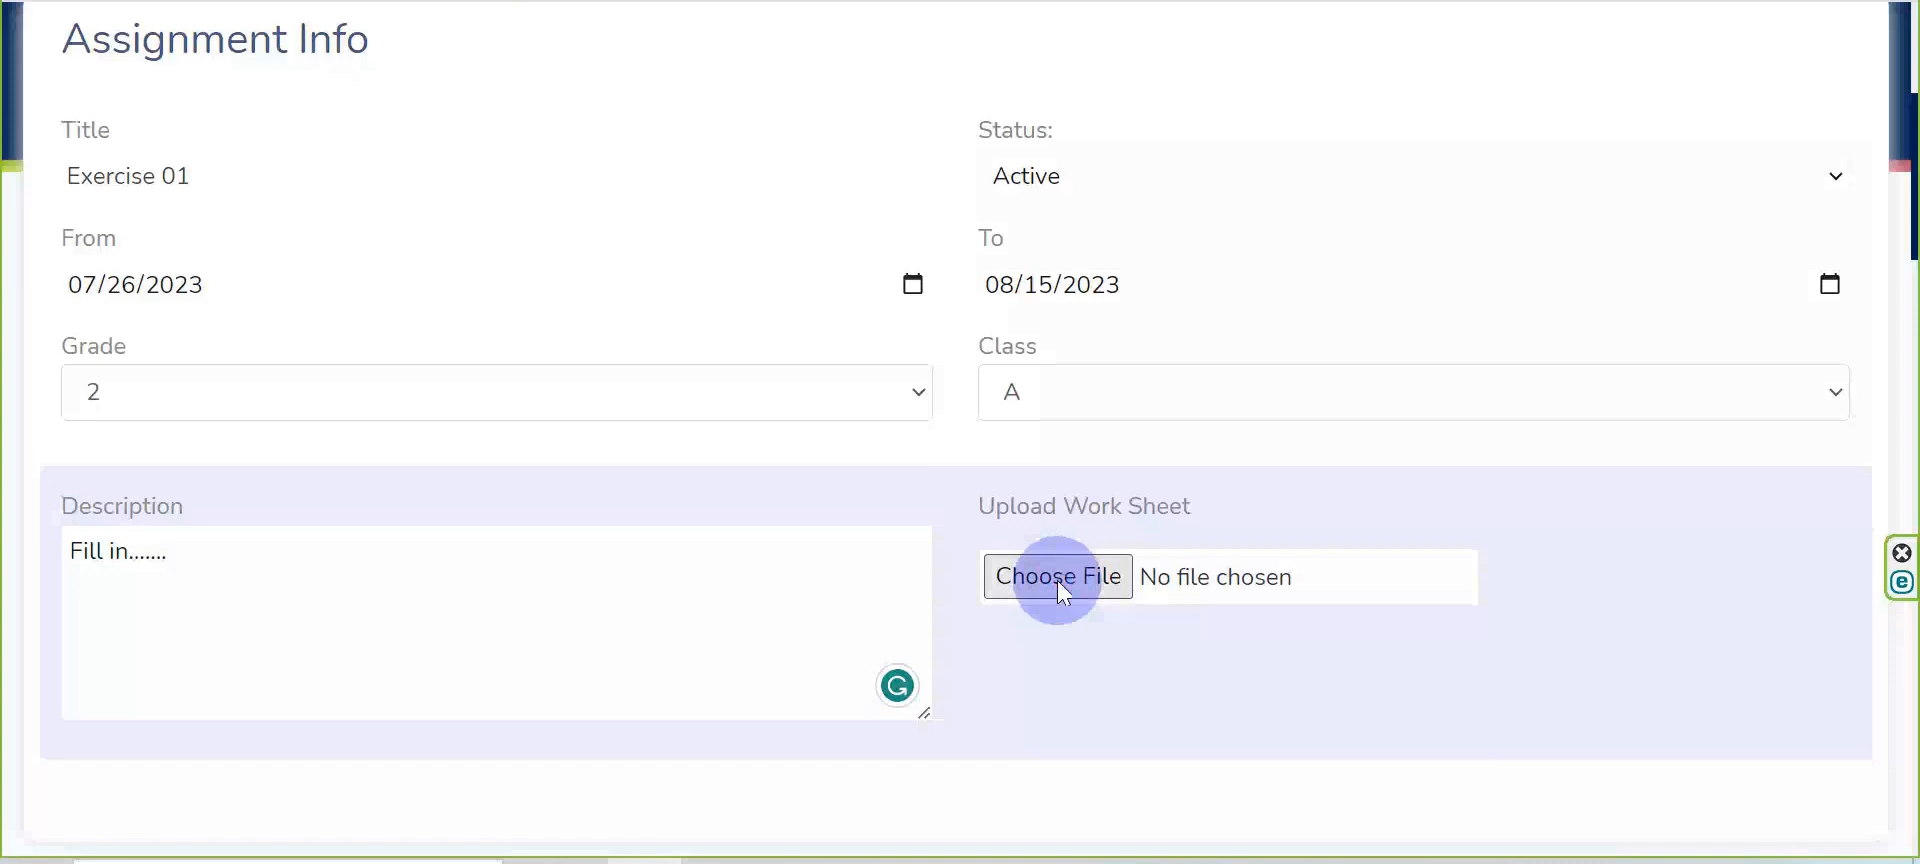 Assignment Info
Title
Status:
Exercise 01
Active
From
To
07/26/2023
08/15/2023
Grade
Class
2
A
Description
Upload Work Sheet
Fill in.......
Choose File No file chosen